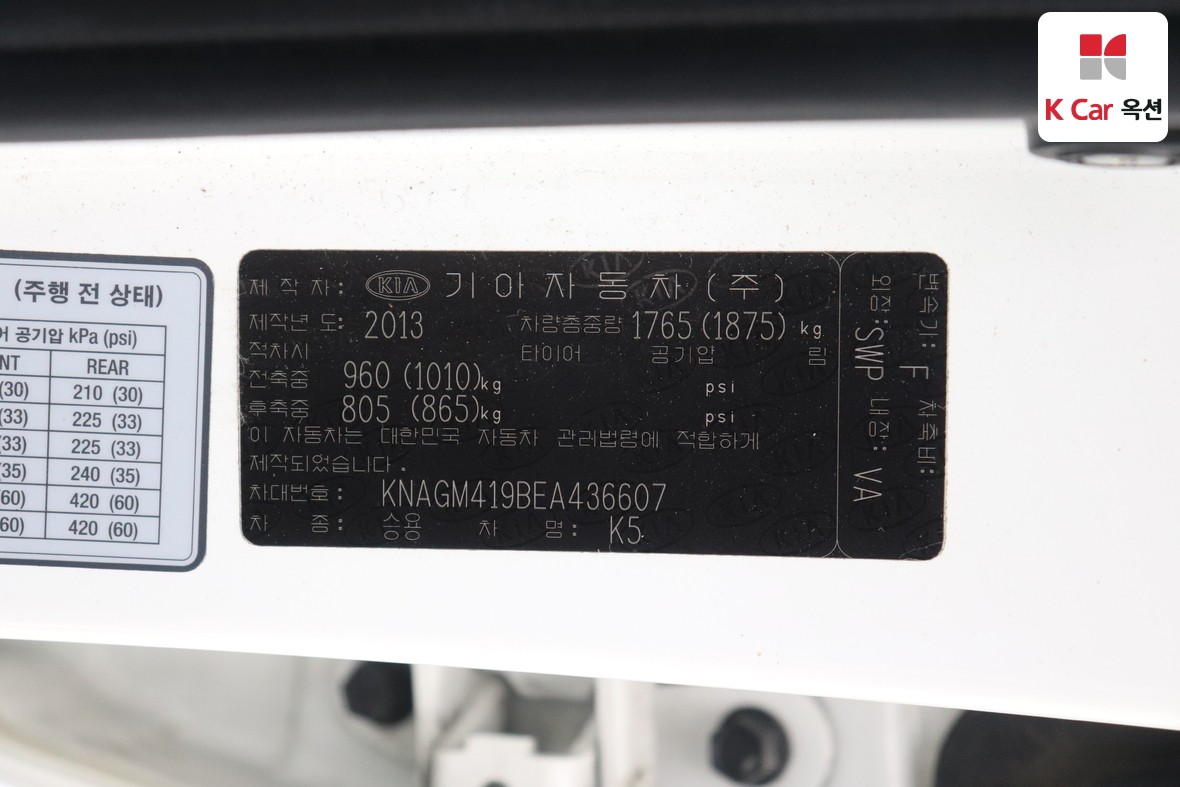 K Car 옥션
(주행 전 상태)
어 공기압 kPa (psi)
NT REAR
(30) 210 (30)
(33) 225 (33)
(33) 225 (33)
(35) 240 (35)
(60) 420 (60)
60) 420 (60)
제 작 차: KIA 기아자동차(주)
제작년 도: 2013 차량총중량 1765(1875) kg
적차시 타이어 공기압 림
전축중 960 (1010)kg psi
후축중 805 (865)kg psi
이 자동차는 대한민국 자동차 관리법령에 적합하게
제작되었습니다.
차대번호: KNAGM419BEA436607
차 종: 승용 차 명: K5
변속기: F 차축비:
외장:SWP 내장: VA